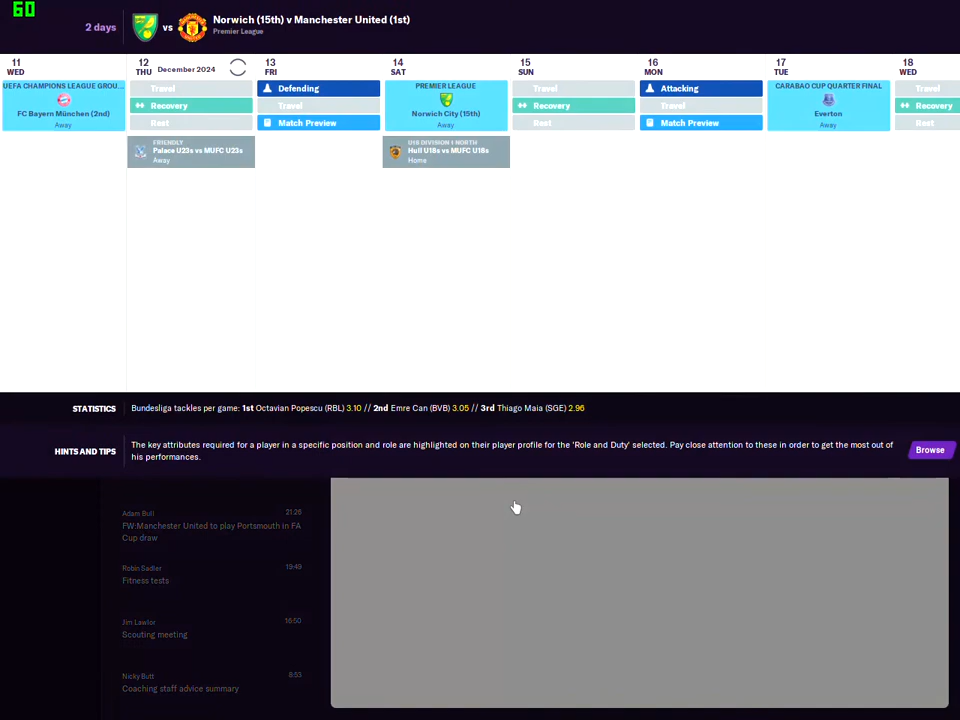 60
2 days
vs
Norwich (15th) v Manchester United (1st)
Premier League
11
WED
12
THU
December 2024
13
FRI
14
SAT
15
SUN
16
MON
17
TUE
18
WED
UEFA CHAMPIONS LEAGUE GROU...
FC Bayern München (2nd)
Away
Travel
Recovery
Rest
Defending
Travel
Match Preview
PREMIER LEAGUE
Norwich City (15th)
Away
Travel
Recovery
Rest
Attacking
Travel
Match Preview
CARABAO CUP QUARTER FINAL
Everton
Away
Travel
Recovery
Rest
FRIENDLY
Palace U23s vs MUFC U23s
Away
U18 DIVISION 1 NORTH
Hull U18s vs MUFC U18s
Home
STATISTICS
Bundesliga tackles per game: 1st Octavian Popescu (RBL) 3.10 // 2nd Emre Can (BVB) 3.05 // 3rd Thiago Maia (SGE) 2.96
HINTS AND TIPS
The key attributes required for a player in a specific position and role are highlighted on their player profile for the 'Role and Duty' selected. Pay close attention to these in order to get the most out of
his performances.
Browse
Adam Bull
21:26
FW:Manchester United to play Portsmouth in FA
Cup draw
Robin Sadler
19:49
Fitness tests
Jim Lawlor
16:50
Scouting meeting
Nicky Butt
8:53
Coaching staff advice summary